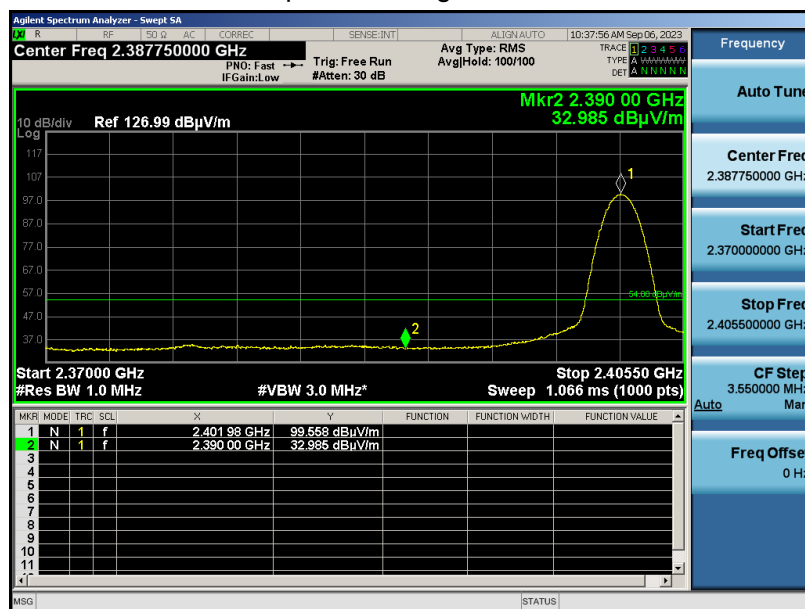 Agilent Spectrum Analyzer - Swept SA
LXI R RF 50 Ω AC CORREC SENSE:INT ALIGN AUTO 10:37:56 AM Sep 06, 2023
Center Freq 2.387750000 GHz
PNO: Fast
IFGain:Low
Trig: Free Run
#Atten: 30 dB
Avg Type: RMS
Avg|Hold: 100/100
TRACE 1 2 3 4 5 6
TYPE A WWWWW
DET A N N N N N
Mkr2 2.390 00 GHz
32.985 dBµV/m
10 dB/div
Log
Ref 126.99 dBµV/m
117
107
97.0
87.0
77.0
67.0
57.0
47.0
37.0
1
2
54.00 dBµV/m
Start 2.37000 GHz Stop 2.40550 GHz
#Res BW 1.0 MHz #VBW 3.0 MHz* Sweep 1.066 ms (1000 pts)
MKR MODE TRC SCL X Y FUNCTION FUNCTION WIDTH FUNCTION VALUE
1 N 1 f 2.401 98 GHz 99.558 dBµV/m
2 N 1 f 2.390 00 GHz 32.985 dBµV/m
3
4
5
6
7
8
9
10
11
MSG STATUS
Frequency
Auto Tune
Center Freq
2.387750000 GHz
Start Freq
2.370000000 GHz
Stop Freq
2.405500000 GHz
CF Step
3.550000 MHz
Auto Man
Freq Offset
0 Hz